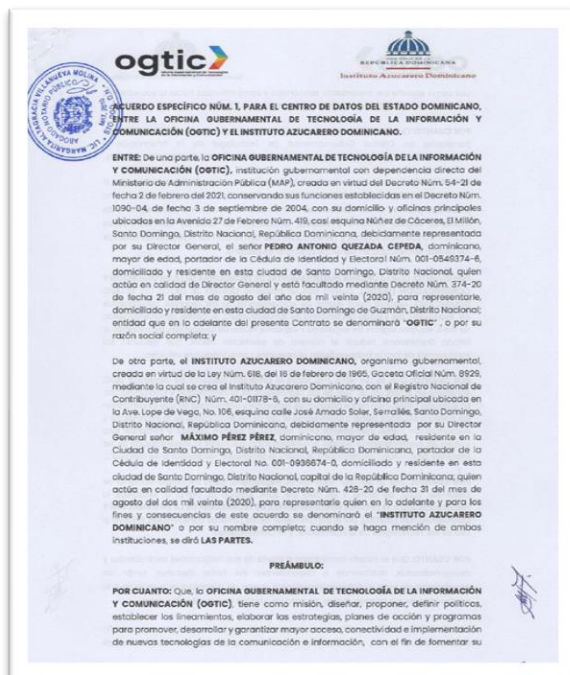 ogtic
REPÚBLICA DOMINICANA
Instituto Azucarero Dominicano
ACUERDO ESPECÍFICO NÚM. 1, PARA EL CENTRO DE DATOS DEL ESTADO DOMINICANO,
ENTRE LA OFICINA GUBERNAMENTAL DE TECNOLOGÍA DE LA INFORMACIÓN Y
COMUNICACIÓN (OGTIC) Y EL INSTITUTO AZUCARERO DOMINICANO.
ENTRE: De una parte, la OFICINA GUBERNAMENTAL DE TECNOLOGÍA DE LA INFORMACIÓN
Y COMUNICACIÓN (OGTIC), institución gubernamental con dependencia directa del
Ministerio de Administración Pública (MAP), creada en virtud del Decreto Núm. 54-21 de
fecha 2 de febrero del 2021, conservando sus funciones establecidas en el Decreto Núm.
1090-04, de fecha 3 de septiembre de 2004, con su domicilio y oficinas principales
ubicadas en la Avenida 27 de Febrero Núm. 419, casi esquina Núñez de Cáceres, El Millón,
Santo Domingo, Distrito Nacional, República Dominicana, debidamente representada
por su Director General, el señor PEDRO ANTONIO QUEZADA CEPEDA, dominicano,
mayor de edad, portador de la Cédula de Identidad y Electoral Núm. 001-0549374-6,
domiciliado y residente en esta ciudad de Santo Domingo, Distrito Nacional, quien
actúa en calidad de Director General y está facultado mediante Decreto Núm. 374-20
de fecha 21 del mes de agosto del año dos mil veinte (2020), para representarle,
domiciliado y residente en esta ciudad de Santo Domingo de Guzmán, Distrito Nacional;
entidad que en lo adelante del presente Contrato se denominará "OGTIC" , o por su
razón social completa; y
De otra parte, el INSTITUTO AZUCARERO DOMINICANO, organismo gubernamental,
creada en virtud de la Ley Núm. 618, del 16 de febrero de 1965, Gaceta Oficial Núm. 8929,
mediante la cual se crea el Instituto Azucarero Dominicano, con el Registro Nacional de
Contribuyente (RNC) Núm. 401-01178-6, con su domicilio y oficina principal ubicada en
la Ave. Lope de Vega, No. 106, esquina calle José Amado Soler, Serrallés, Santo Domingo,
Distrito Nacional, República Dominicana, debidamente representada por su Director
General señor MÁXIMO PÉREZ PÉREZ, dominicano, mayor de edad, residente en la
Ciudad de Santo Domingo, Distrito Nacional, República Dominicana, portador de la
Cédula de Identidad y Electoral No. 001-0936674-0, domiciliado y residente en esta
ciudad de Santo Domingo, Distrito Nacional, capital de la República Dominicana; quien
actúa en calidad facultado mediante Decreto Núm. 428-20 de fecha 31 del mes de
agosto del dos mil veinte (2020), para representarle quien en lo adelante y para los
fines y consecuencias de este acuerdo se denominará el "INSTITUTO AZUCARERO
DOMINICANO" o por su nombre completo; cuando se haga mención de ambas
instituciones, se dirá LAS PARTES.
PREÁMBULO:
POR CUANTO: Que, la OFICINA GUBERNAMENTAL DE TECNOLOGÍA DE LA INFORMACIÓN
Y COMUNICACIÓN (OGTIC), tiene como misión, diseñar, proponer, definir políticas,
establecer los lineamientos, elaborar las estrategias, planes de acción y programas
para promover, desarrollar y garantizar mayor acceso, conectividad e implementación
de nuevas tecnologías de la comunicación e información, con el fin de fomentar su
LIC. MARGARITA ALTAGRACIA VILLANUEVA MOLINA
ABOGADO NOTARIO PÚBLICO